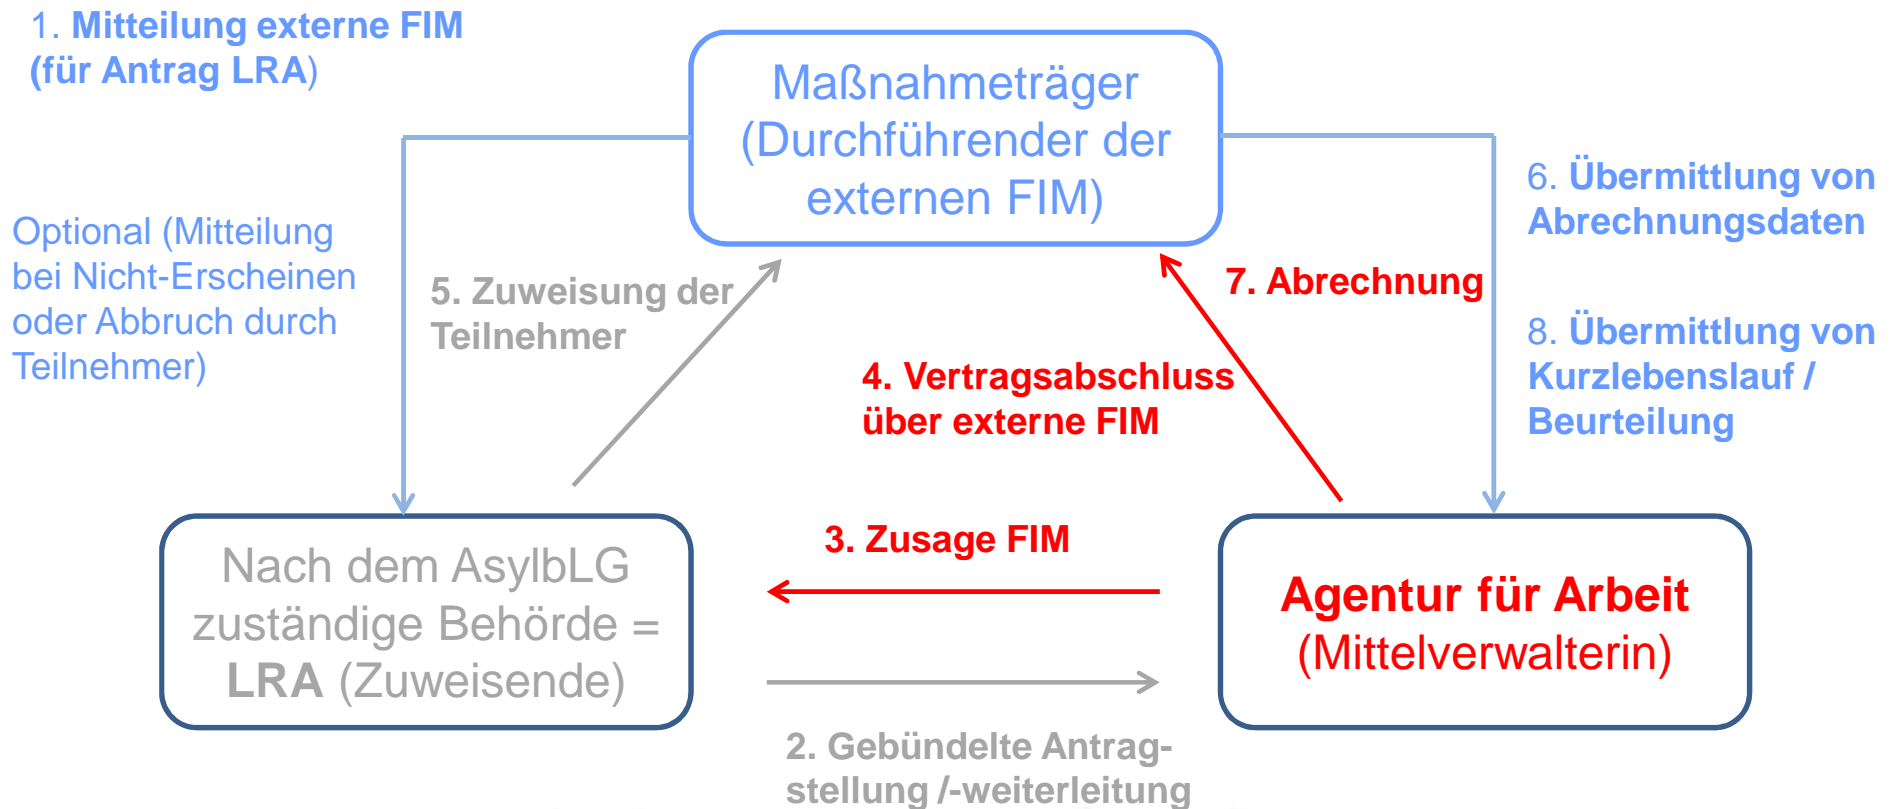 1. Mitteilung externe FIM
(für Antrag LRA)
Maßnahmeträger
(Durchführender der
externen FIM)
6. Übermittlung von
Abrechnungsdaten
Optional (Mitteilung
bei Nicht-Erscheinen
oder Abbruch durch
Teilnehmer)
5. Zuweisung der
Teilnehmer
7. Abrechnung
8. Übermittlung von
Kurzlebenslauf /
Beurteilung
4. Vertragsabschluss
über externe FIM
3. Zusage FIM
Nach dem AsylbLG
zuständige Behörde =
LRA (Zuweisende)
Agentur für Arbeit
(Mittelverwalterin)
2. Gebündelte Antrag-
stellung /-weiterleitung